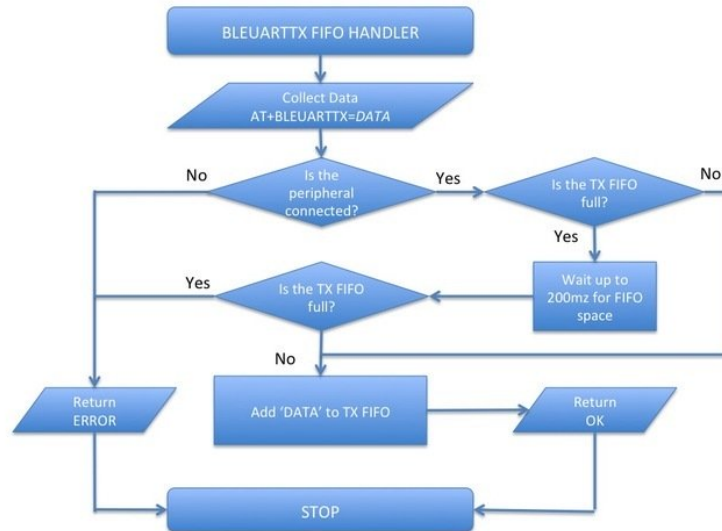 BLEUARTTX FIFO HANDLER
Collect Data
AT+BLEUARTTX=DATA
No
Is the
peripheral
connected?
Yes
Is the TX FIFO
full?
No
Yes
Yes
Is the TX FIFO
full?
Wait up to
200mz for FIFO
space
No
Return
ERROR
Add 'DATA' to TX FIFO
Return
OK
STOP